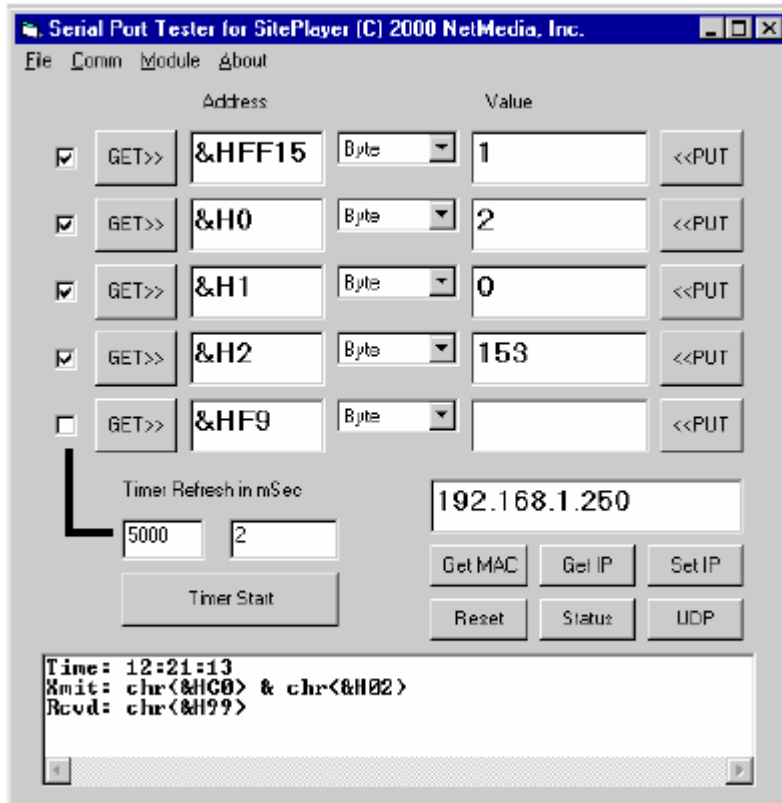 Serial Port Tester for SitePlayer (C) 2000 NetMedia, Inc.
File Comm Module About
Address Value
GET>> &HFF15 Byte 1 <<PUT
GET>> &H0 Byte 2 <<PUT
GET>> &H1 Byte 0 <<PUT
GET>> &H2 Byte 153 <<PUT
GET>> &HF9 Byte <<PUT
Timer Refresh in mSec
192.168.1.250
5000 2
Get MAC Get IP Set IP
Timer Start
Reset Status UDP
Time: 12:21:13
Xmit: chr(&HC0) & chr(&H02)
Rcvd: chr(&H99)